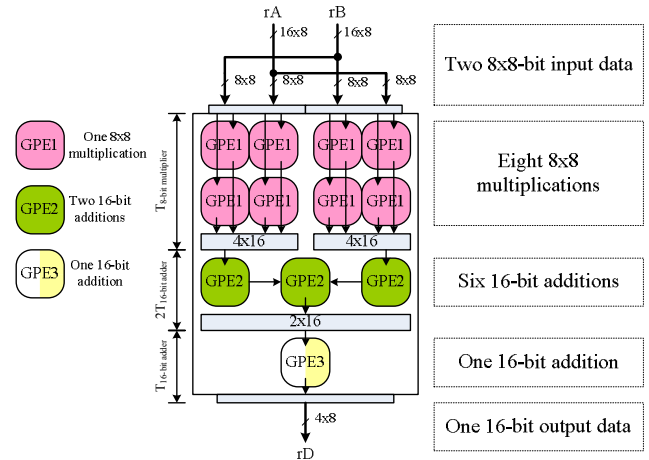 rA rB
16x8 16x8
8x8 8x8 8x8 8x8
Two 8x8-bit input data
GPE1 One 8x8
multiplication
GPE2 Two 16-bit
additions
GPE3 One 16-bit
addition
T8-bit multiplier
GPE1 GPE1 GPE1 GPE1
GPE1 GPE1 GPE1 GPE1
4x16 4x16
Eight 8x8
multiplications
2T16-bit adder
GPE2 GPE2 GPE2
2x16
Six 16-bit additions
T16-bit adder
GPE3
One 16-bit addition
4x8
rD
One 16-bit output data